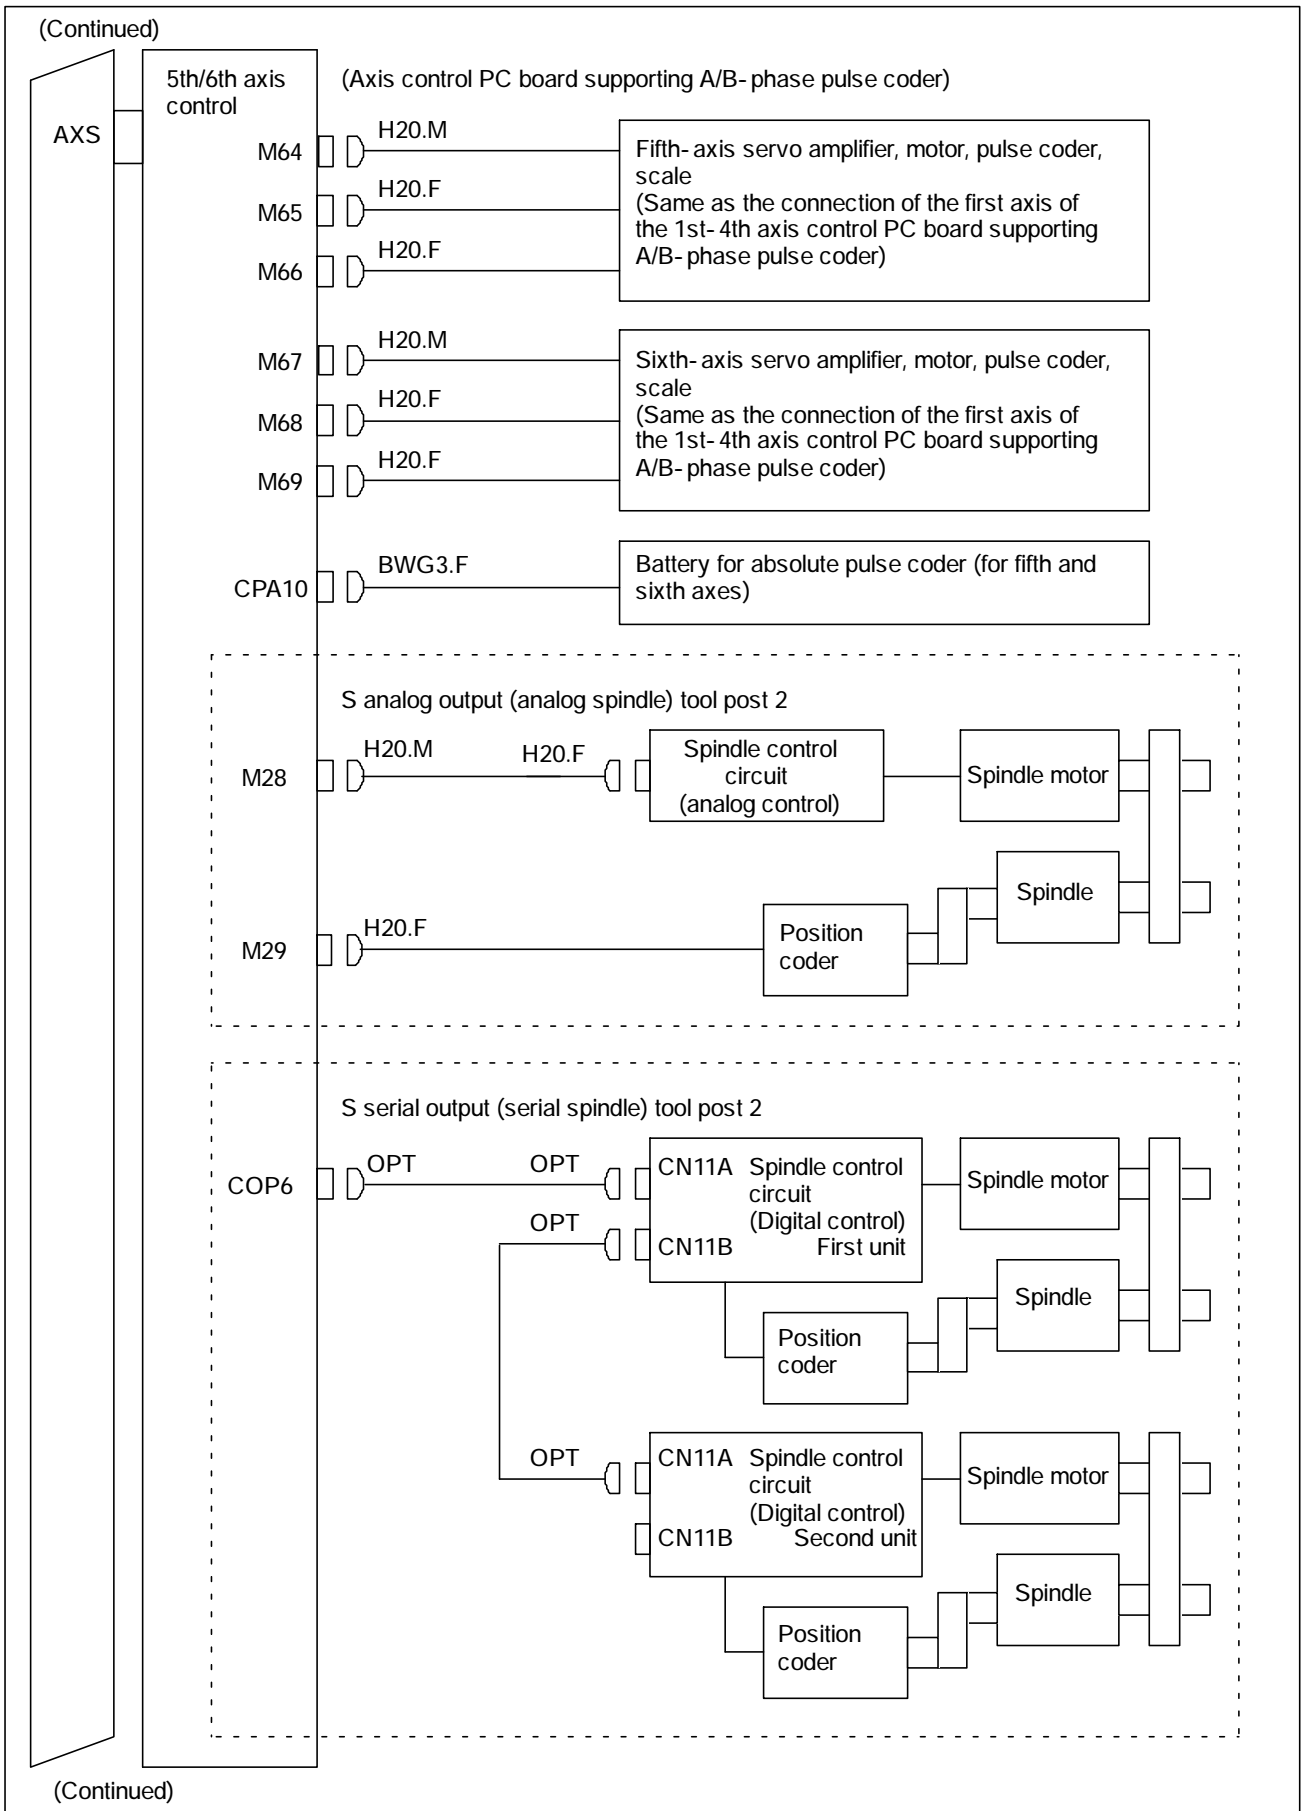 (Continued)
5th/6th axis
control
(Axis control PC board supporting A/B-phase pulse coder)
AXS
M64
H20.M
Fifth-axis servo amplifier, motor, pulse coder,
scale
(Same as the connection of the first axis of
the 1st-4th axis control PC board supporting
A/B-phase pulse coder)
M65
H20.F
M66
H20.F
M67
H20.M
Sixth-axis servo amplifier, motor, pulse coder,
scale
(Same as the connection of the first axis of
the 1st-4th axis control PC board supporting
A/B-phase pulse coder)
M68
H20.F
M69
H20.F
CPA10
BWG3.F
Battery for absolute pulse coder (for fifth and
sixth axes)
S analog output (analog spindle) tool post 2
M28
H20.M
H20.F
Spindle control
circuit
(analog control)
Spindle motor
Spindle
M29
H20.F
Position
coder
S serial output (serial spindle) tool post 2
COP6
OPT
OPT
CN11A
Spindle control
circuit
(Digital control)
First unit
Spindle motor
OPT
CN11B
Spindle
Position
coder
OPT
CN11A
Spindle control
circuit
(Digital control)
Second unit
Spindle motor
CN11B
Spindle
Position
coder
(Continued)